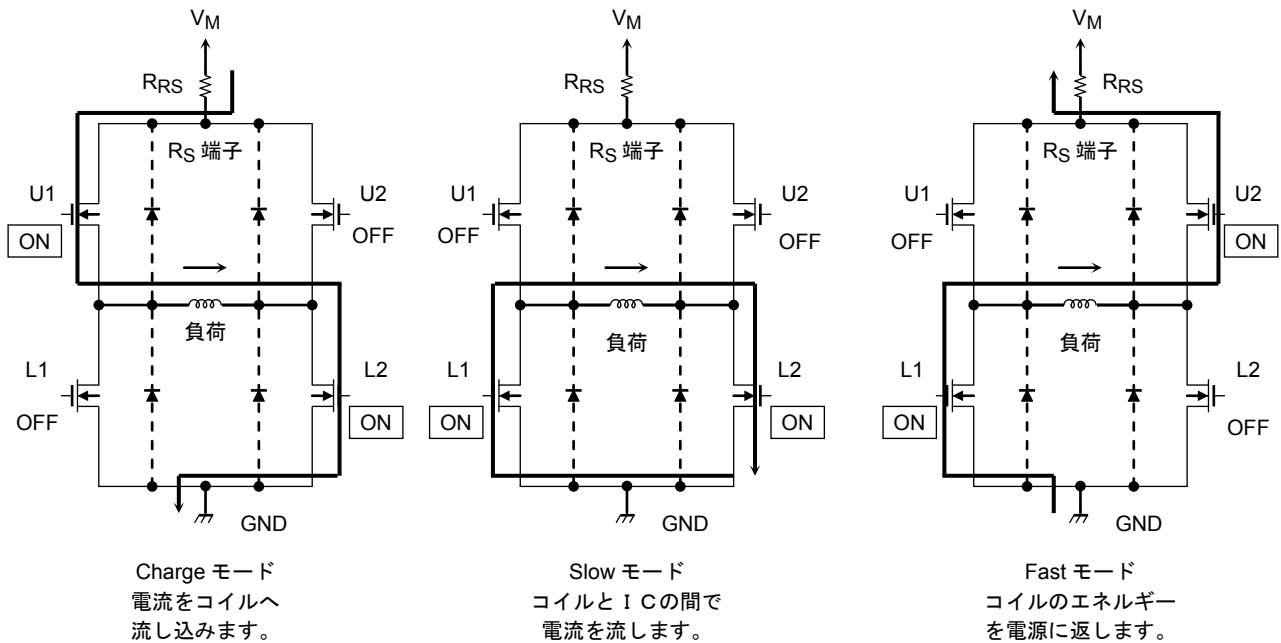 VM
RRS
RS 端子
U1
ON
U2
OFF
負荷
L1
OFF
L2
ON
GND
Charge モード
電流をコイルへ
流し込みます。
VM
RRS
RS 端子
U1
OFF
U2
OFF
負荷
L1
ON
L2
ON
GND
Slow モード
コイルとＩＣの間で
電流を流します。
VM
RRS
RS 端子
U1
OFF
U2
ON
負荷
L1
ON
L2
OFF
GND
Fast モード
コイルのエネルギー
を電源に返します。